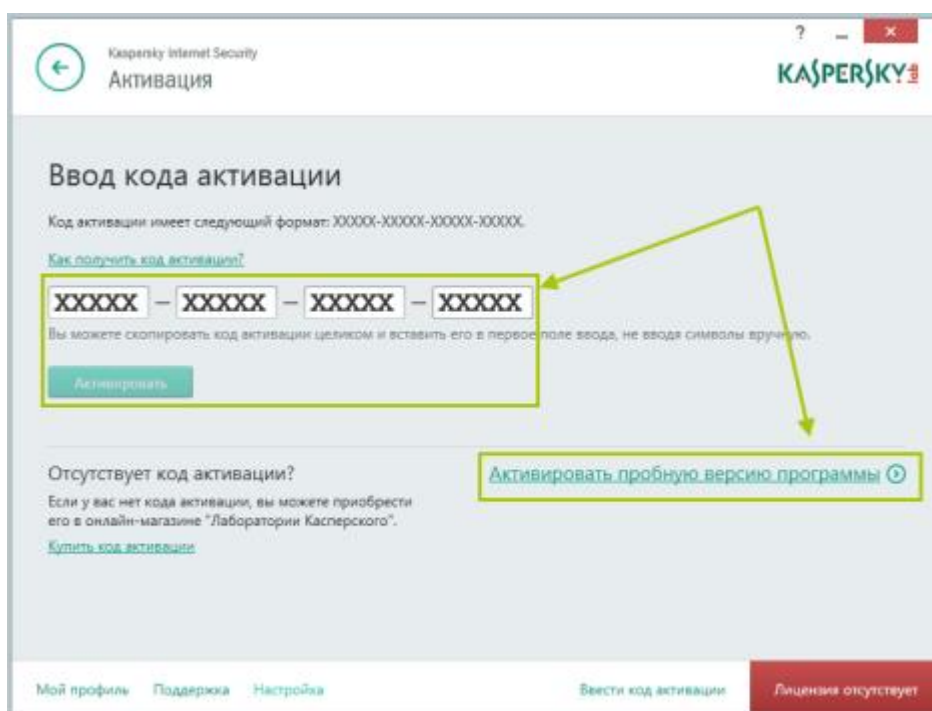 Kaspersky Internet Security
Активация
? _ ×
KASPERSKY lab
Ввод кода активации
Код активации имеет следующий формат: XXXXX-XXXXX-XXXXX-XXXXX.
Как получить код активации?
XXXXX – XXXXX – XXXXX – XXXXX
Вы можете скопировать код активации целиком и вставить его в первое поле ввода, не вводя символы вручную.
Активировать
Отсутствует код активации?
Если у вас нет кода активации, вы можете приобрести
его в онлайн-магазине "Лаборатории Касперского".
Купить код активации
Активировать пробную версию программы
Мой профиль Поддержка Настройка Ввести код активации Лицензия отсутствует